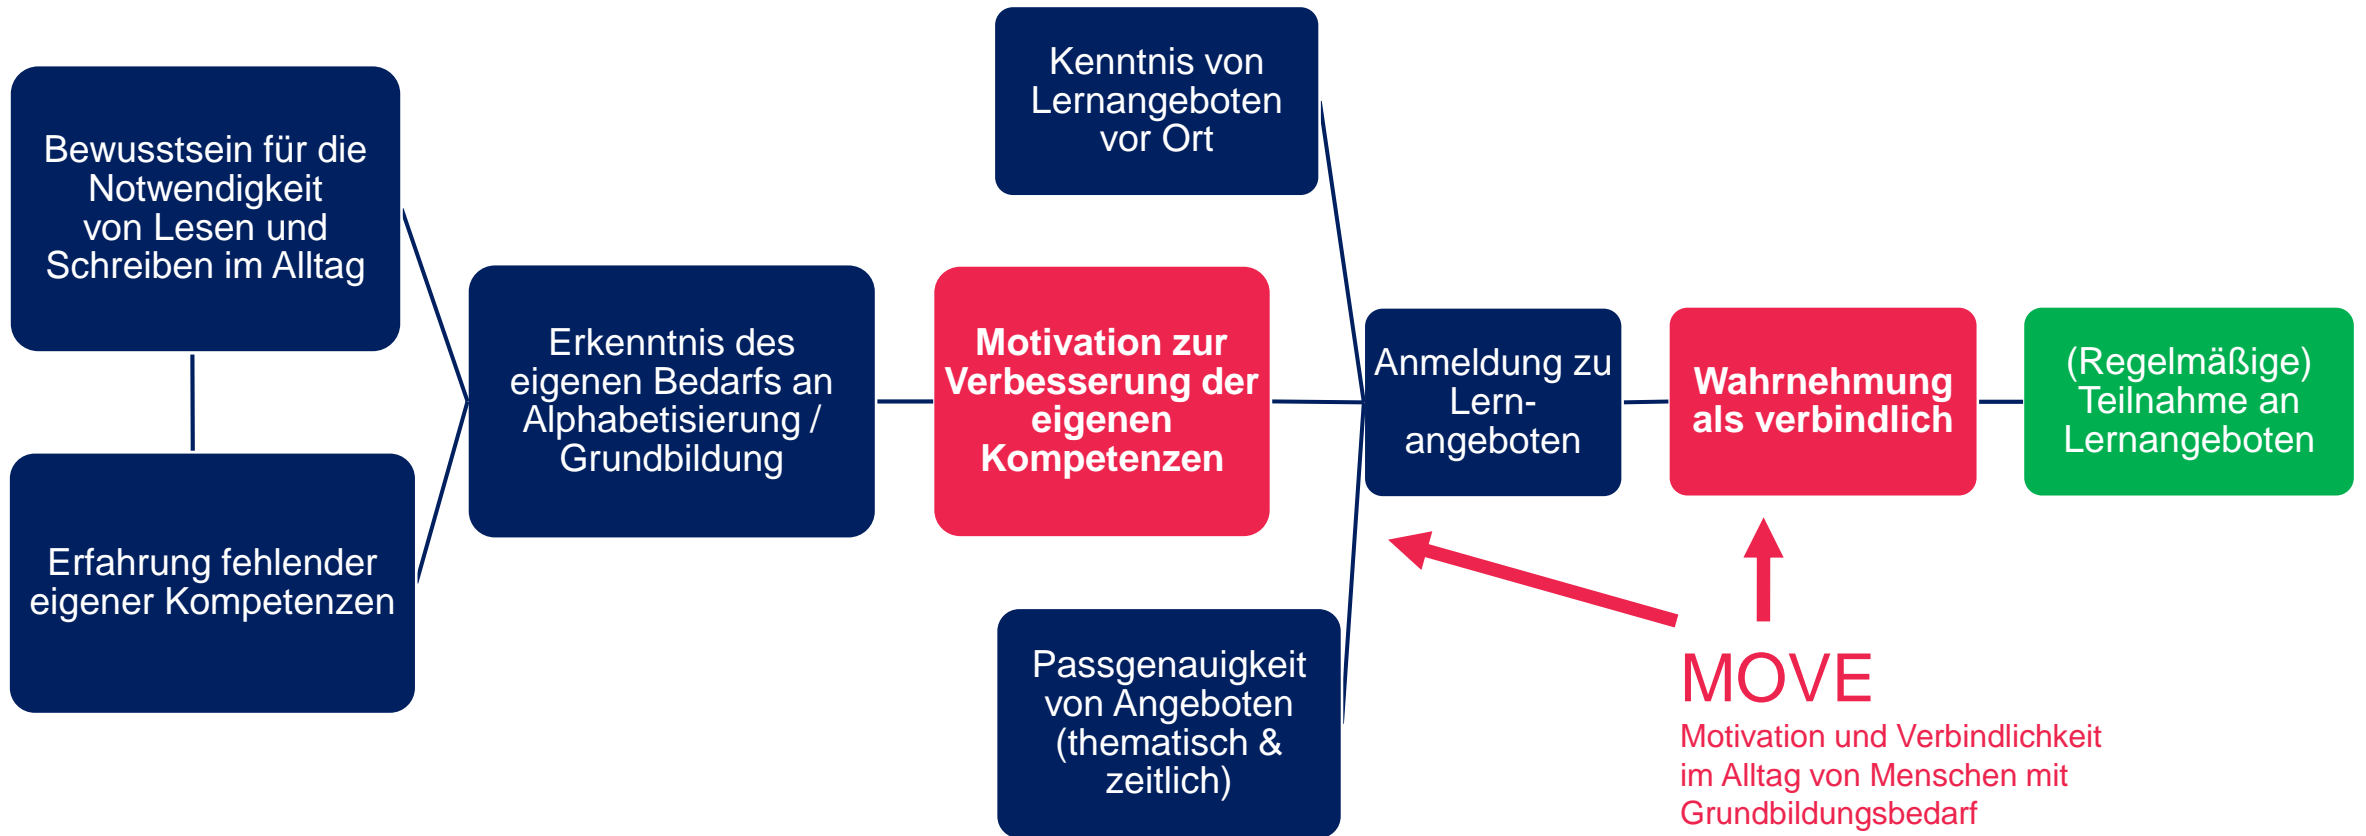 Bewusstsein für die
Notwendigkeit
von Lesen und
Schreiben im Alltag
Erfahrung fehlender
eigener Kompetenzen
Erkenntnis des
eigenen Bedarfs an
Alphabetisierung /
Grundbildung
Motivation zur
Verbesserung der
eigenen
Kompetenzen
Kenntnis von
Lernangeboten
vor Ort
Passgenauigkeit
von Angeboten
(thematisch &
zeitlich)
Anmeldung zu
Lern-
angeboten
Wahrnehmung
als verbindlich
(Regelmäßige)
Teilnahme an
Lernangeboten
MOVE
Motivation und Verbindlichkeit
im Alltag von Menschen mit
Grundbildungsbedarf